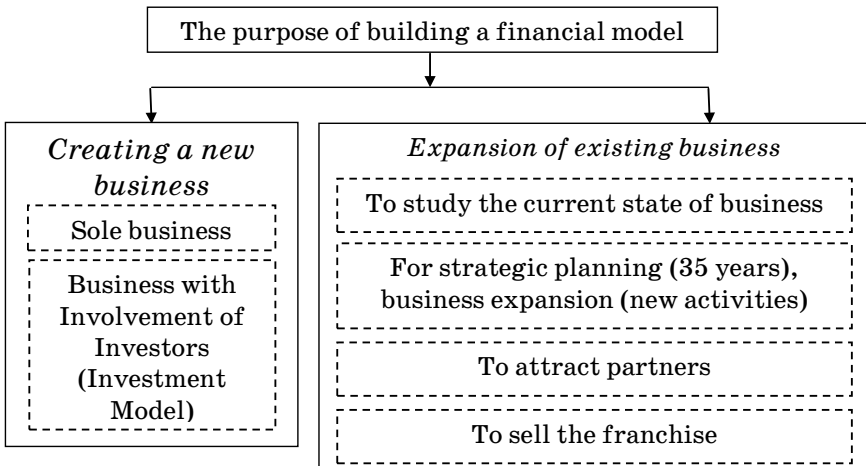 The purpose of building a financial model
Creating a new
business
Sole business
Business with
Involvement of
Investors
(Investment
Model)
Expansion of existing business
To study the current state of business
For strategic planning (35 years),
business expansion (new activities)
To attract partners
To sell the franchise